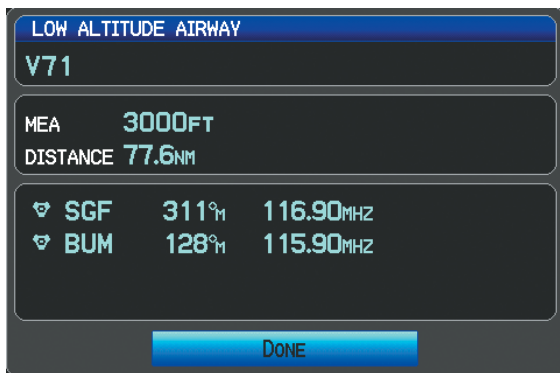 LOW ALTITUDE AIRWAY
V71
MEA 3000FT
DISTANCE 77.6NM
SGF 311°M 116.90MHZ
BUM 128°M 115.90MHZ
DONE